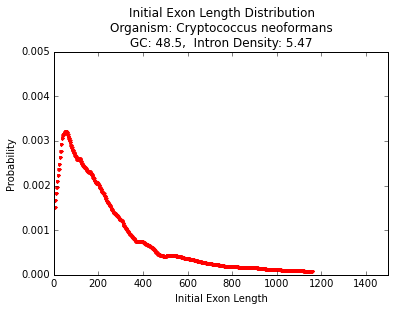 Initial Exon Length Distribution
Organism: Cryptococcus neoformans
GC: 48.5,  Intron Density: 5.47
0.005
0.004
0.003
0.002
0.001
0.000
Probability
0 200 400 600 800 1000 1200 1400
Initial Exon Length